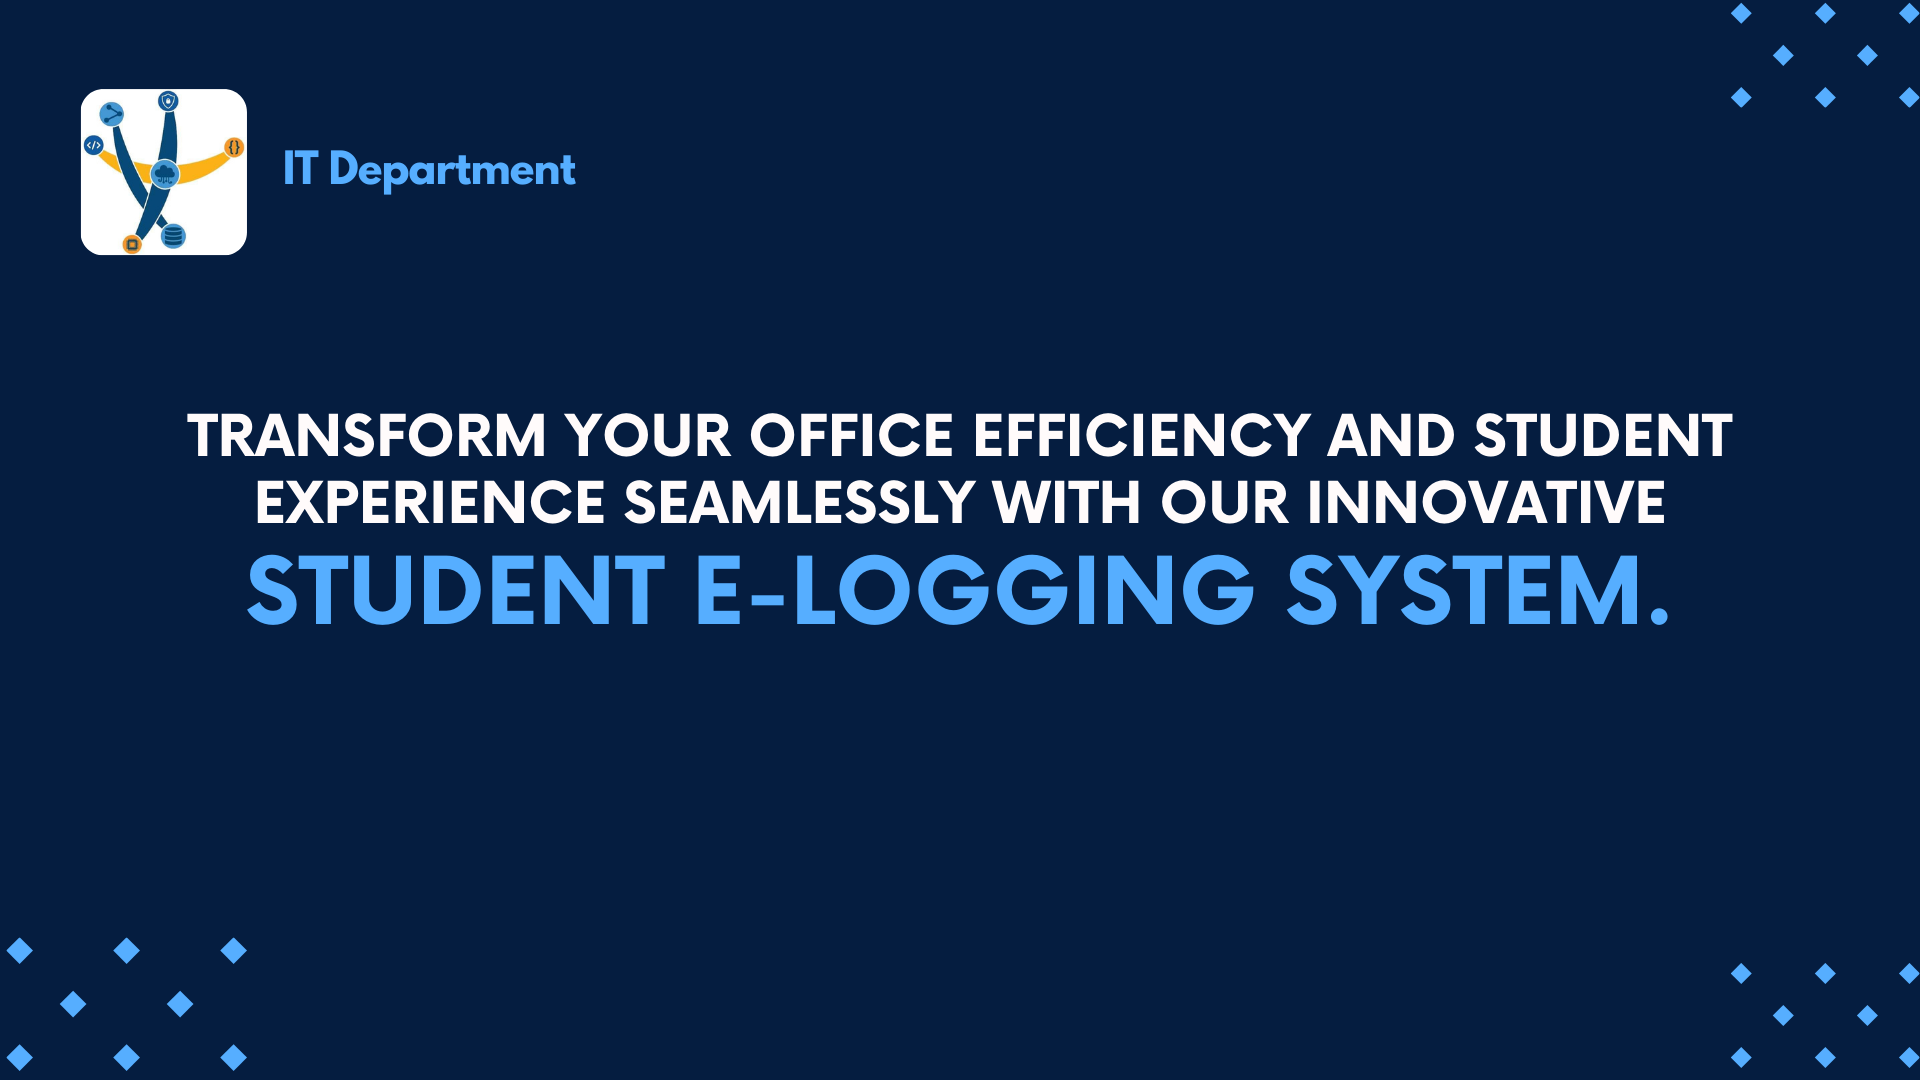 IT Department
TRANSFORM YOUR OFFICE EFFICIENCY AND STUDENT
EXPERIENCE SEAMLESSLY WITH OUR INNOVATIVE
STUDENT E-LOGGING SYSTEM.